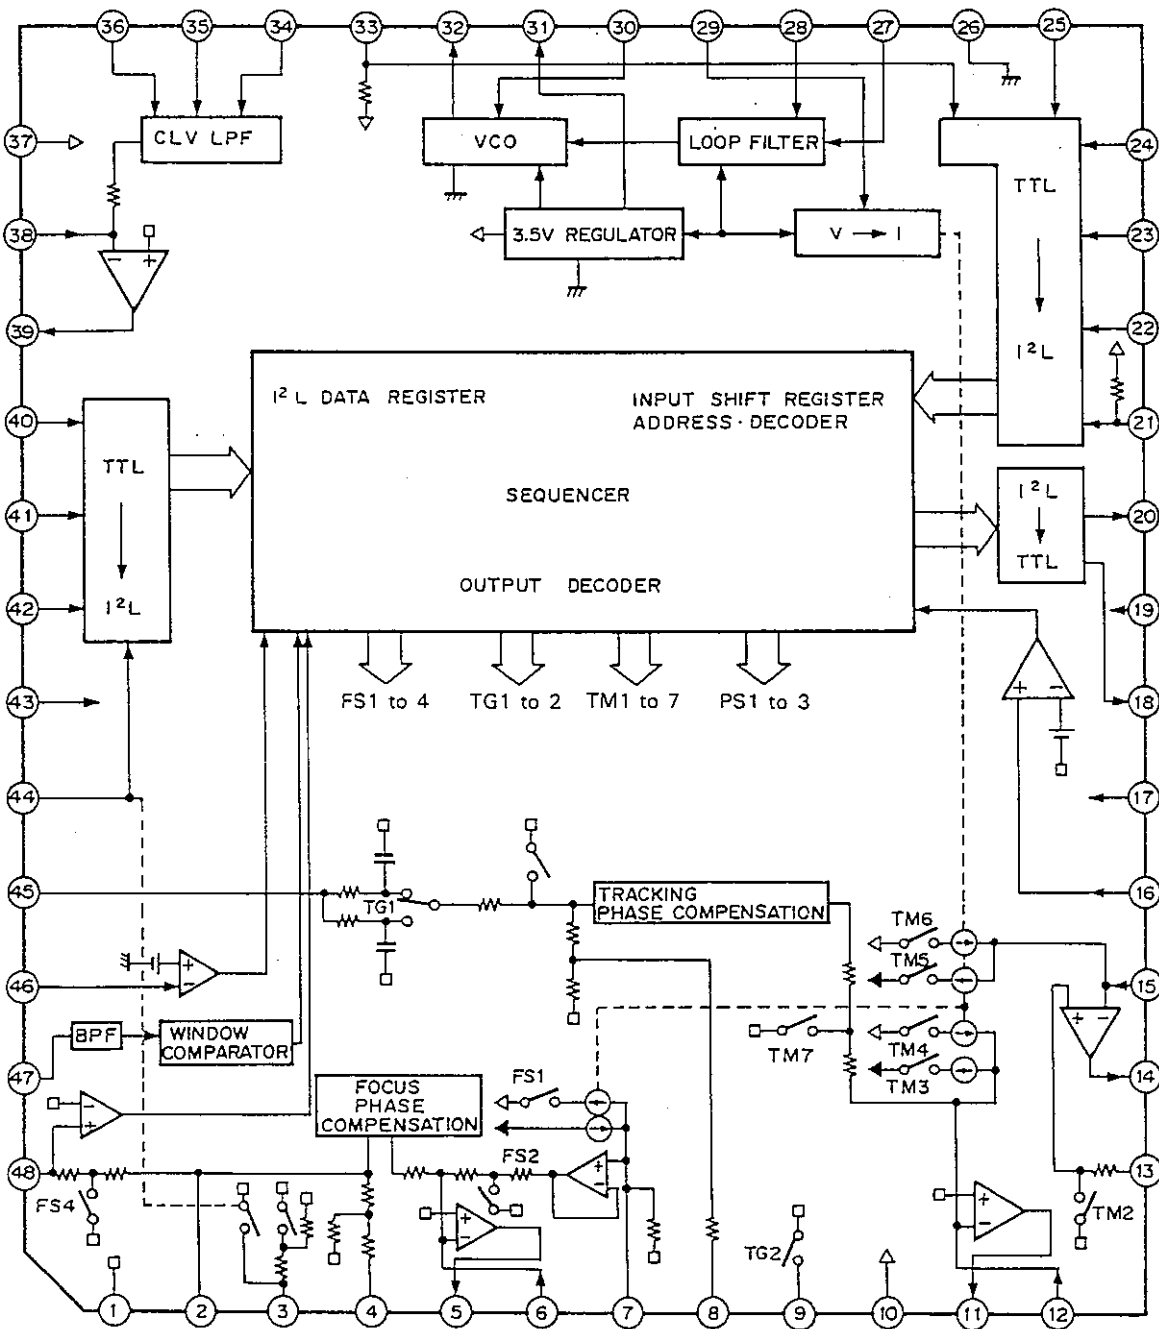 36 35 34 33 32 31 30 29 28 27 26 25
37
CLV LPF
VCO
LOOP FILTER
24
TTL
38
− +
3.5V REGULATOR
V → I
23
39
22
I²L
40
I²L DATA REGISTER
INPUT SHIFT REGISTER
ADDRESS·DECODER
21
TTL
41
SEQUENCER
I²L
20
TTL
OUTPUT DECODER
42
I²L
19
43
FS1 to 4
TG1 to 2
TM1 to 7
PS1 to 3
+ −
18
44
17
45
TG1
TRACKING
PHASE COMPENSATION
16
TM6
46
+
−
TM5
15
47
BPF
WINDOW
COMPARATOR
TM7
TM4
+ −
TM3
14
−
+
FOCUS
PHASE
COMPENSATION
FS1
48
FS4
FS2
+
−
13
TM2
+
−
+
−
TG2
1 2 3 4 5 6 7 8 9 10 11 12